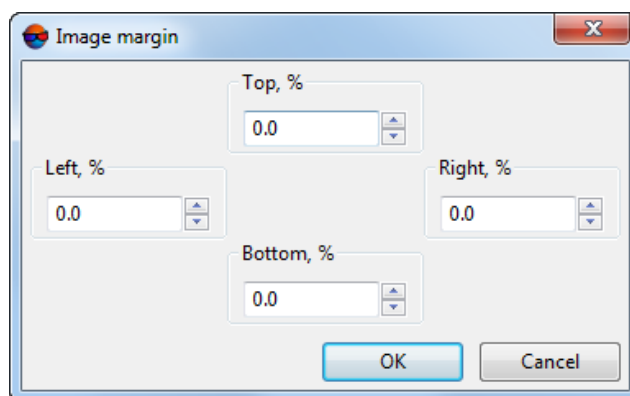 Image margin
Top, %
0.0
Left, %
Right, %
0.0
0.0
Bottom, %
0.0
OK
Cancel